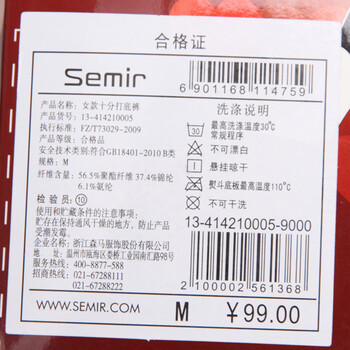 合格证
Semir
6 901168 114759
产品名称: 女款十分打底裤
产品货号: 13-414210005
执行标准: FZ/T73029-2009
产品等级: 合格品
安全技术类别:符合GB18401-2010 B类
规格: M
纤维含量: 56.5%聚酯纤维 37.4%锦纶
6.1%氨纶
检 验 员: 10
使用和贮藏条件的注意事项:
贮存在保持通风干燥的地方,防止产品
受潮发霉。
出品商: 浙江森马服饰股份有限公司
地 址: 温州市瓯海区娄桥工业园南汇路98号
服务热线: 400-8877-588
服务监督: 021-67288111
021-67288222
洗涤说明
30 最高洗涤温度30℃
常规程序
不可漂白
悬挂晾干
熨斗底板最高温度110℃
不可干洗
13-414210005-9000
2 100002 561368
WWW.SEMIR.COM M ￥99.00